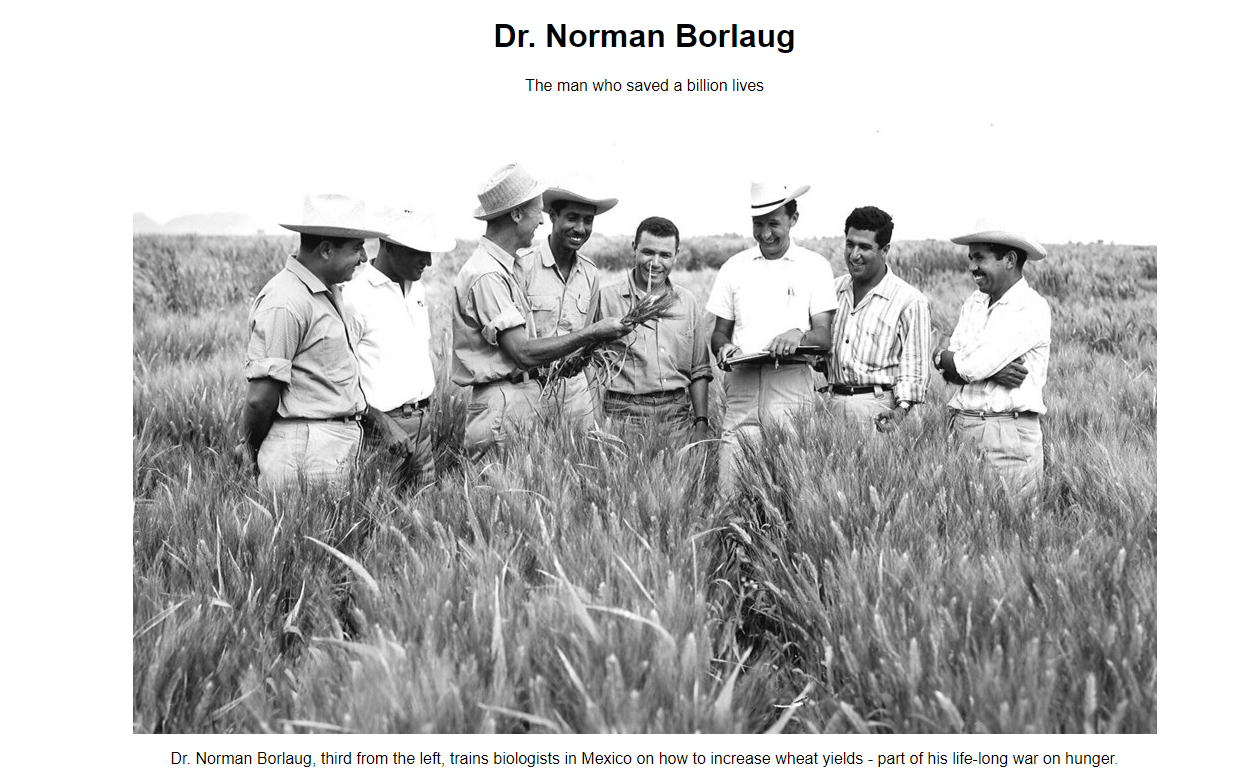 Dr. Norman Borlaug
The man who saved a billion lives
Dr. Norman Borlaug, third from the left, trains biologists in Mexico on how to increase wheat yields - part of his life-long war on hunger.